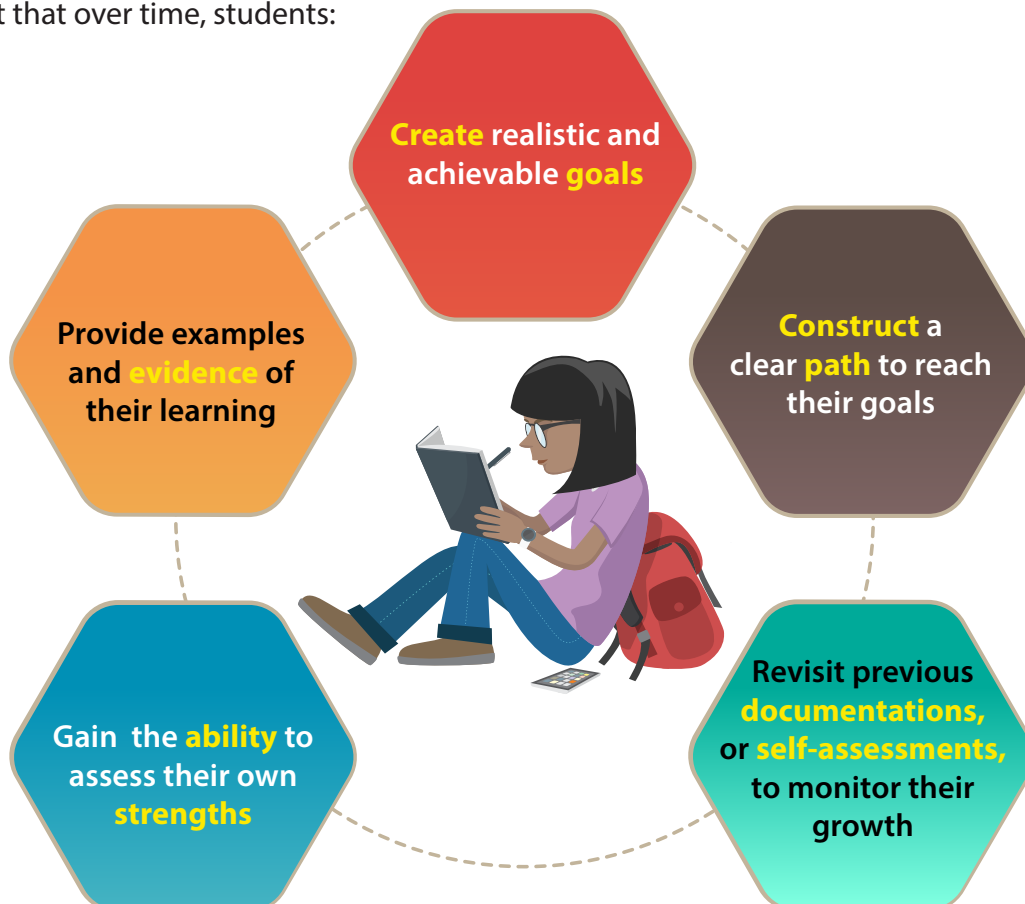 t that over time, students:
Create realistic and
achievable goals
Construct a
clear path to reach
their goals
Revisit previous
documentations,
or self-assessments,
to monitor their
growth
Gain the ability to
assess their own
strengths
Provide examples
and evidence of
their learning